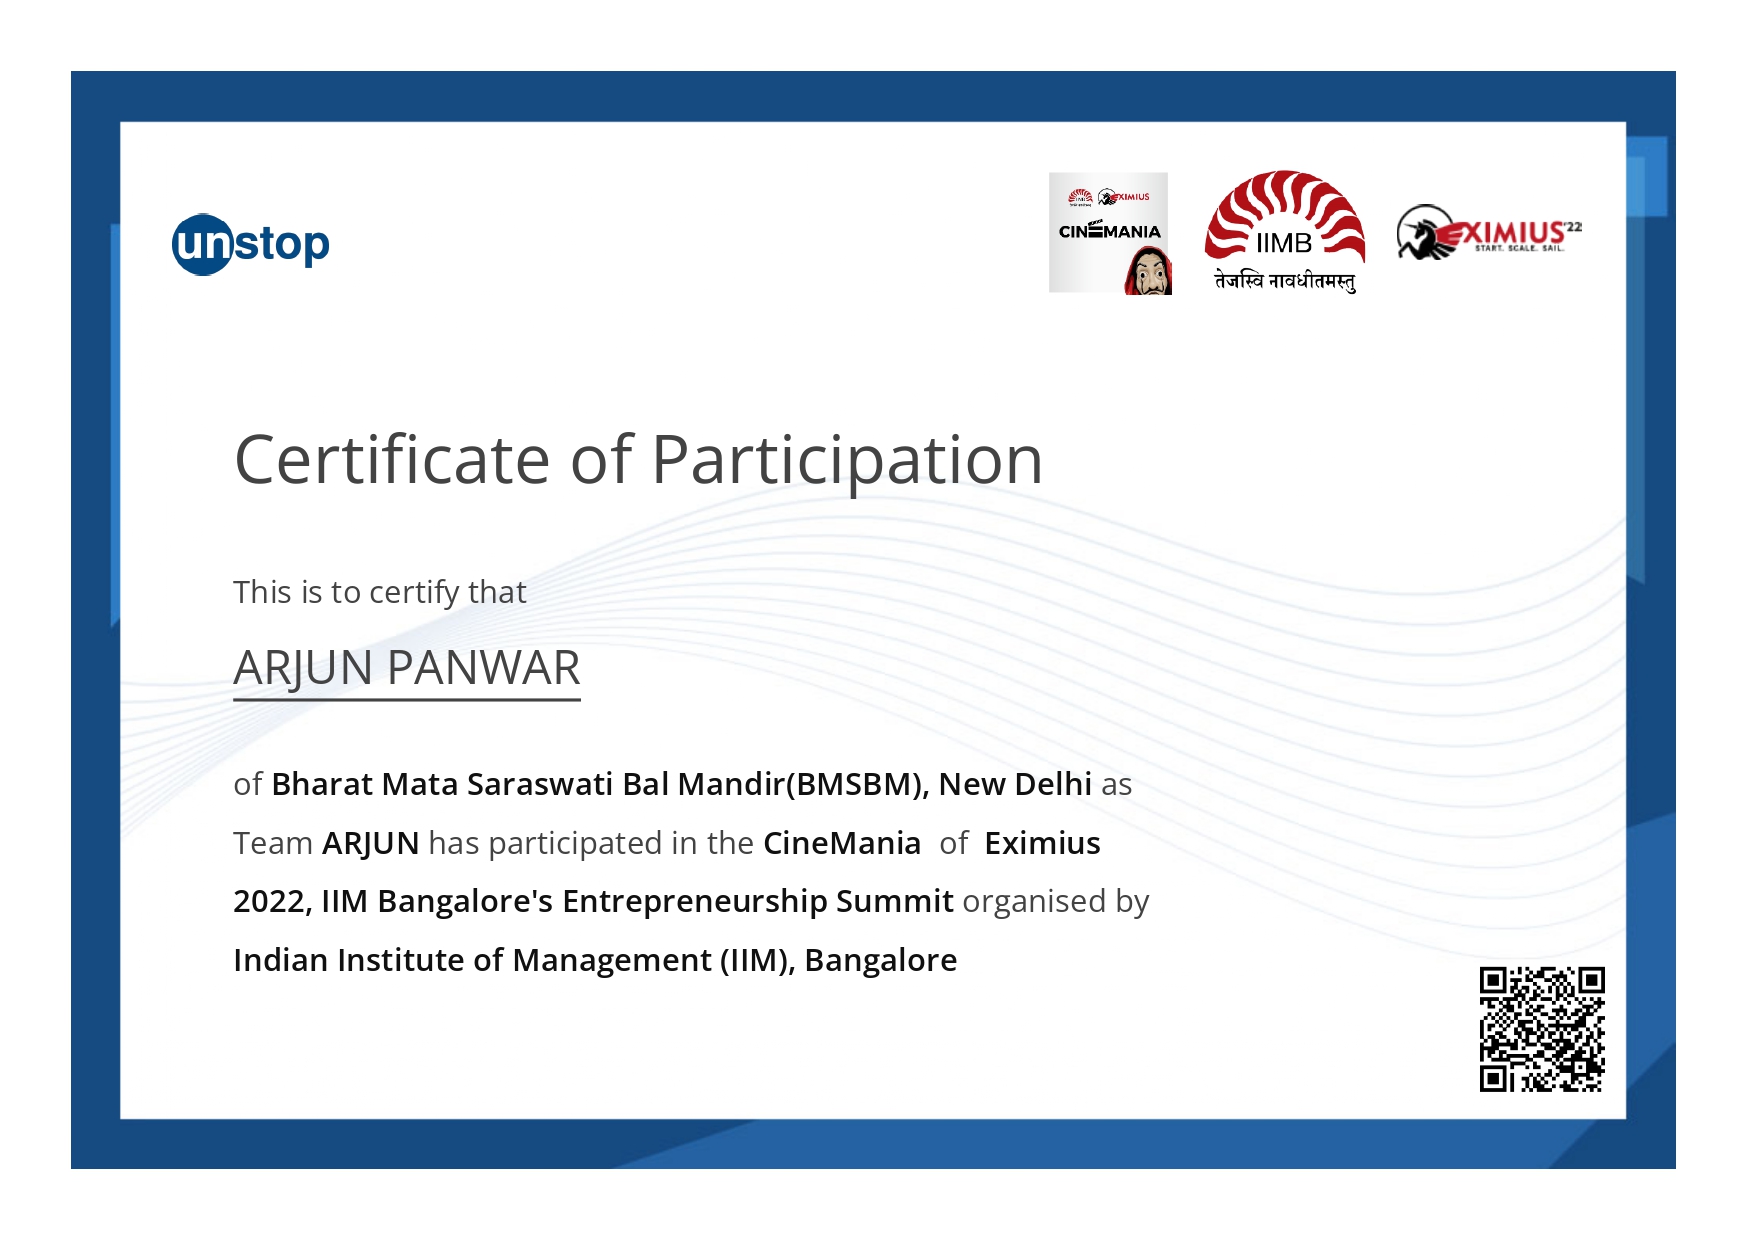 unstop
IIMB EXIMIUS
CINEMANIA
IIMB
तेजस्वि नावधीतमस्तु
EXIMIUS'22
START. SCALE. SAIL.
Certificate of Participation
This is to certify that
ARJUN PANWAR
of Bharat Mata Saraswati Bal Mandir(BMSBM), New Delhi as
Team ARJUN has participated in the CineMania of Eximius
2022, IIM Bangalore's Entrepreneurship Summit organised by
Indian Institute of Management (IIM), Bangalore